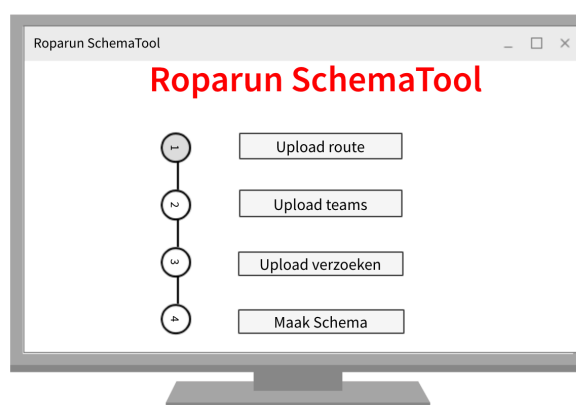 Roparun SchemaTool
Roparun SchemaTool
1 Upload route
2 Upload teams
3 Upload verzoeken
4 Maak Schema